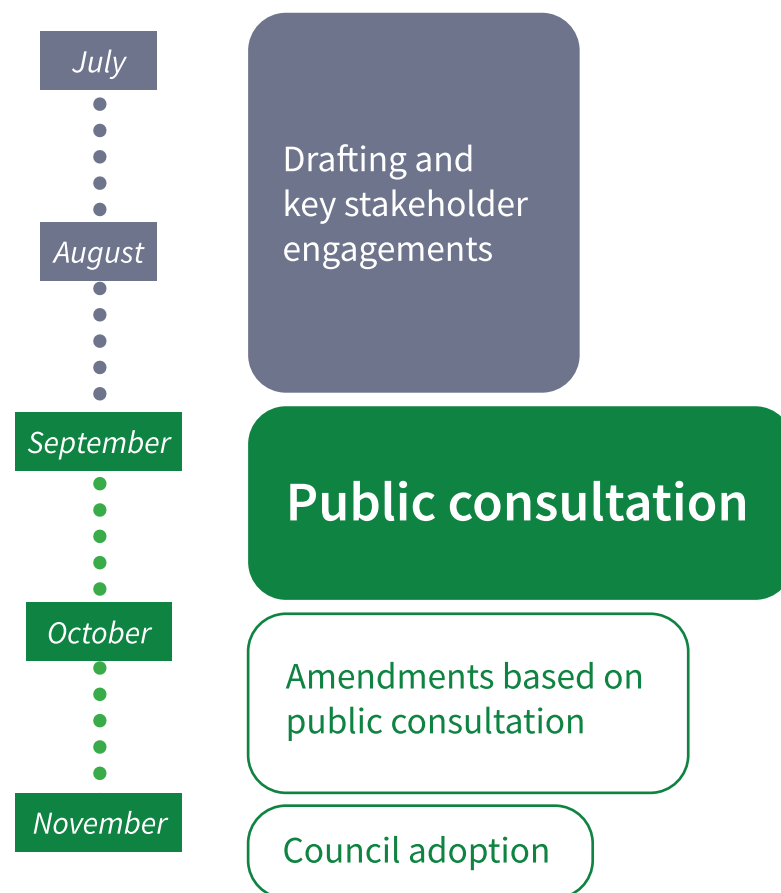 July
Drafting and
key stakeholder
engagements
August
September
Public consultation
October
Amendments based on
public consultation
November
Council adoption